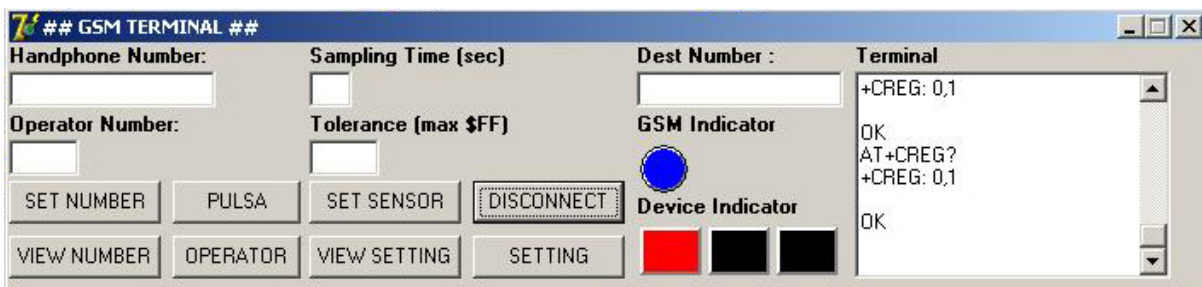 ## GSM TERMINAL ##
Handphone Number:
Sampling Time (sec)
Dest Number :
Terminal
Operator Number:
Tolerance (max $FF)
GSM Indicator
SET NUMBER
PULSA
SET SENSOR
DISCONNECT
Device Indicator
VIEW NUMBER
OPERATOR
VIEW SETTING
SETTING
+CREG: 0,1
OK
AT+CREG?
+CREG: 0,1
OK